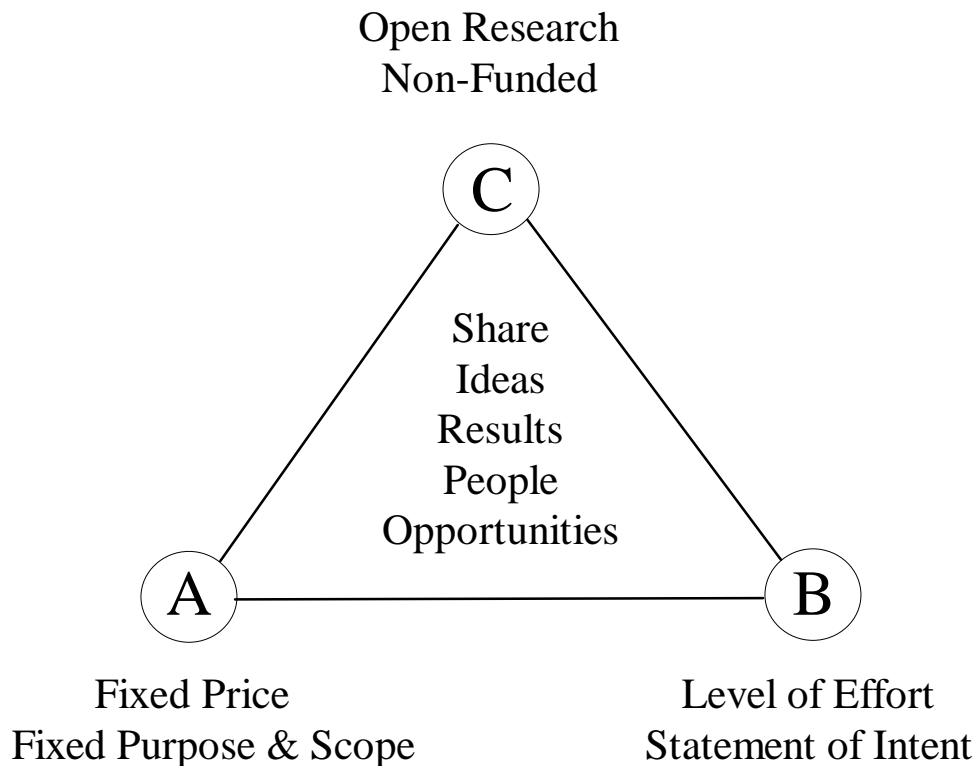 Open Research
Non-Funded
C
Share
Ideas
Results
People
Opportunities
A
B
Fixed Price
Fixed Purpose & Scope
Level of Effort
Statement of Intent